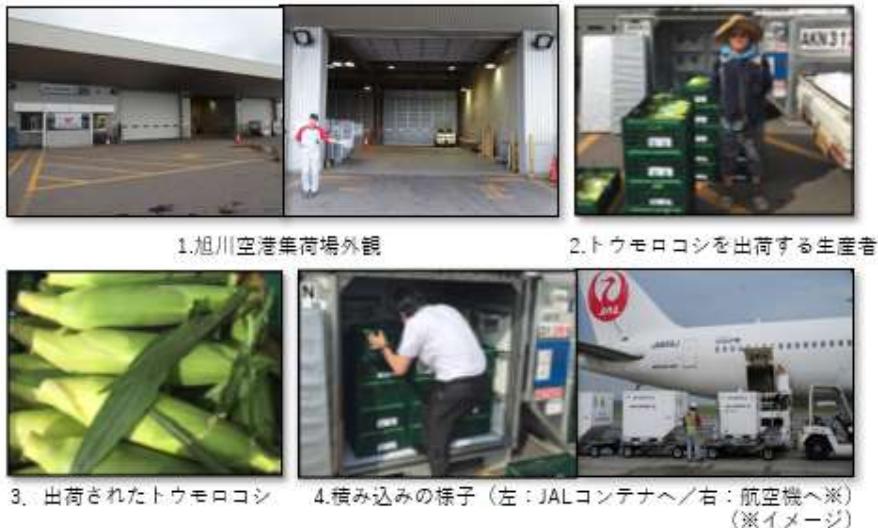 AKN313
1.旭川空港集荷場外観
2.トウモロコシを出荷する生産者
N
JAL
3. 出荷されたトウモロコシ
4.積み込みの様子（左：JALコンテナへ／右：航空機へ※）
（※イメージ）